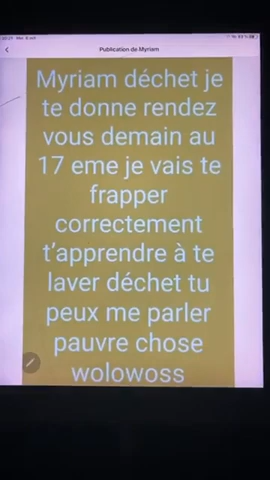 Publication de Myriam
Myriam déchet je
te donne rendez
vous demain au
17 eme je vais te
frapper
correctement
t'apprendre à te
laver déchet tu
peux me parler
pauvre chose
wolowoss